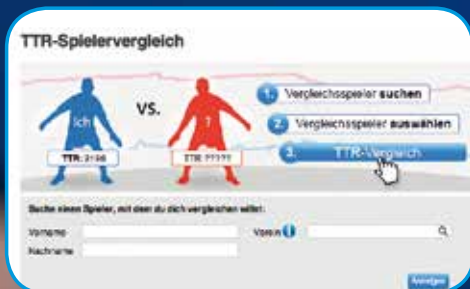 TTR-Spielervergleich
ich
VS.
?
TTR: 2135
TTR ?????
1. Vergleichsspieler suchen
2. Vergleichsspieler auswählen
3. TTR-Vergleich
Suche einen Spieler, mit dem du dich vergleichen willst:
Vorname
Verein i
Nachname
Anzeigen